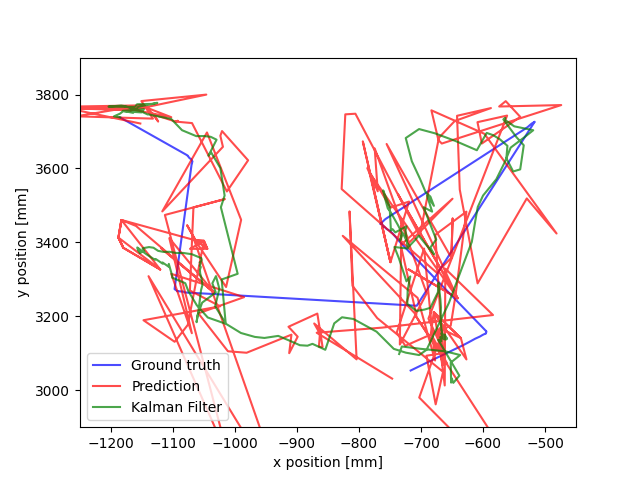 3800
3600
3400
3200
3000
y position [mm]
Ground truth
Prediction
Kalman Filter
−1200 −1100 −1000 −900 −800 −700 −600 −500
x position [mm]